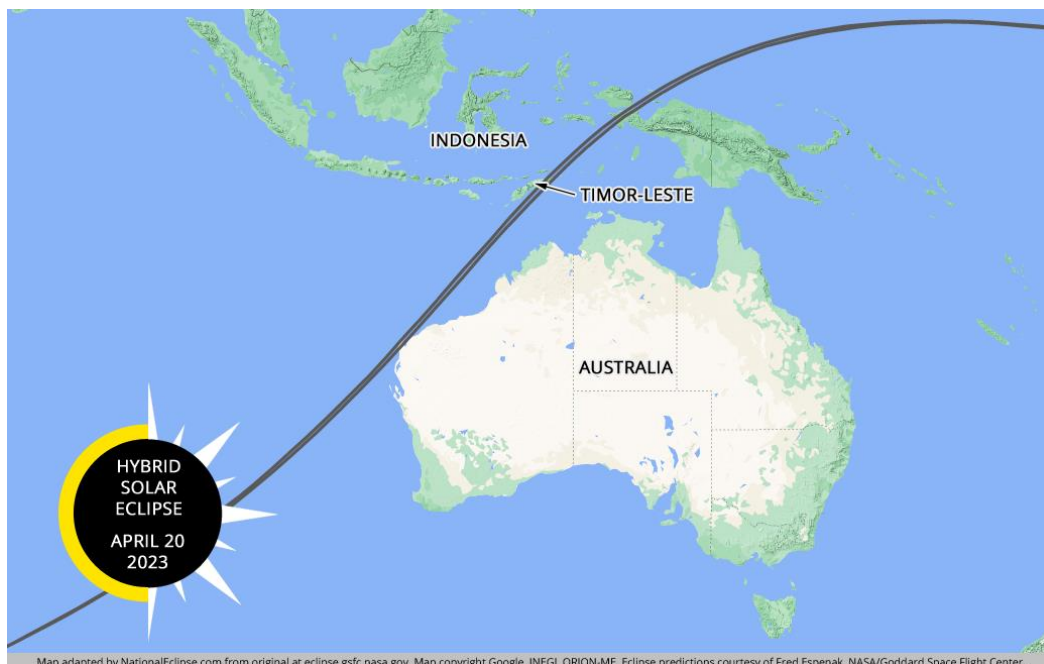 INDONESIA
TIMOR-LESTE
AUSTRALIA
HYBRID
SOLAR
ECLIPSE
APRIL 20
2023
Map adapted by NationalEclipse.com from original at eclipse.gsfc.nasa.gov. Map copyright Google, INEGI, ORION-ME. Eclipse predictions courtesy of Fred Espenak, NASA/Goddard Space Flight Center.